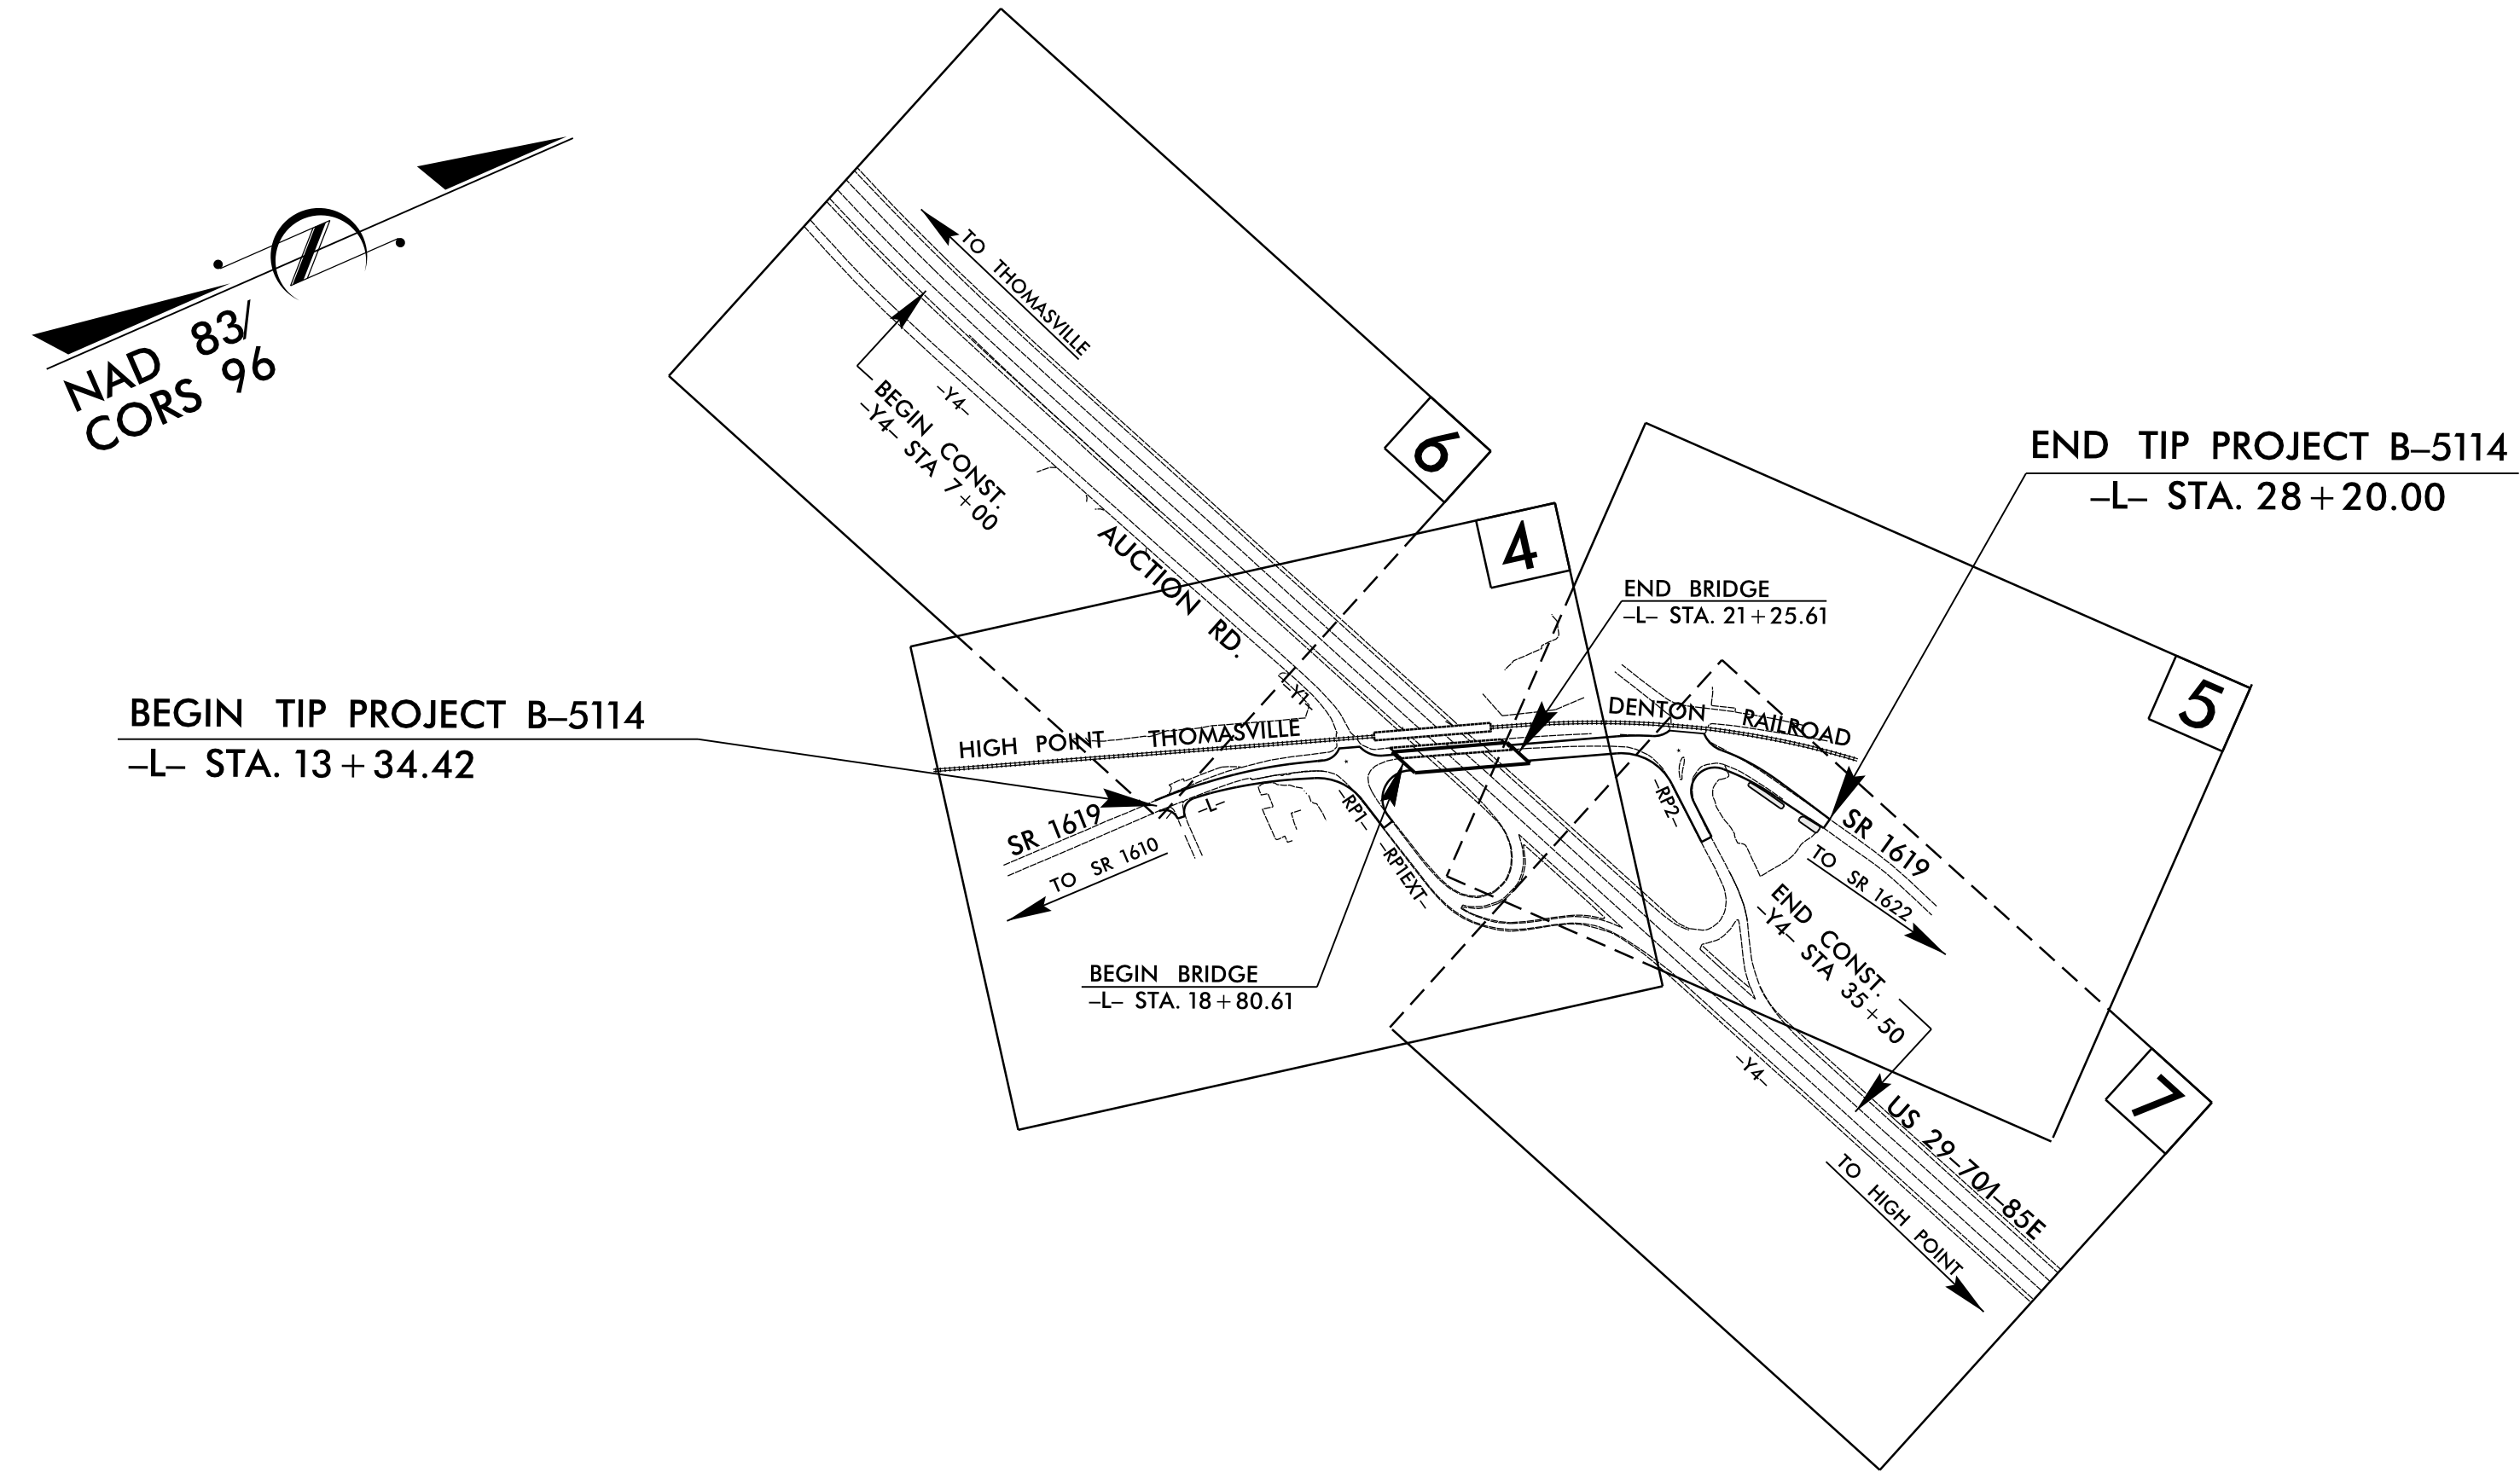 NAD 83/
CORS 96
TO THOMASVILLE
BEGIN CONST.
–Y4– STA 7+00
–Y4–
AUCTION RD.
6
4
5
7
END TIP PROJECT B–5114
–L– STA. 28+20.00
END BRIDGE
–L– STA. 21+25.61
BEGIN TIP PROJECT B–5114
–L– STA. 13+34.42
–Y1–
HIGH POINT THOMASVILLE
DENTON RAILROAD
SR 1619
TO SR 1610
–L–
–RP1–
–RP1EXT–
–RP2–
SR 1619
TO SR 1622
BEGIN BRIDGE
–L– STA. 18+80.61
END CONST.
–Y4– STA 35+50
–Y4–
US 29–70/I–85E
TO HIGH POINT